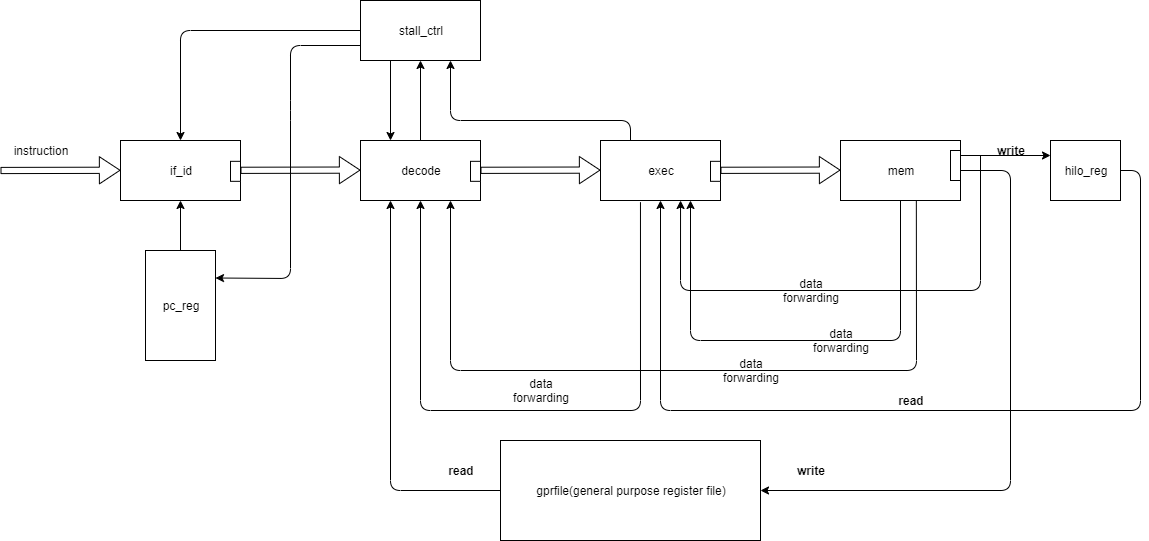 stall_ctrl
instruction
if_id
decode
exec
mem
write
hilo_reg
pc_reg
data
forwarding
data
forwarding
data
forwarding
data
forwarding
read
read
write
gprfile(general purpose register file)